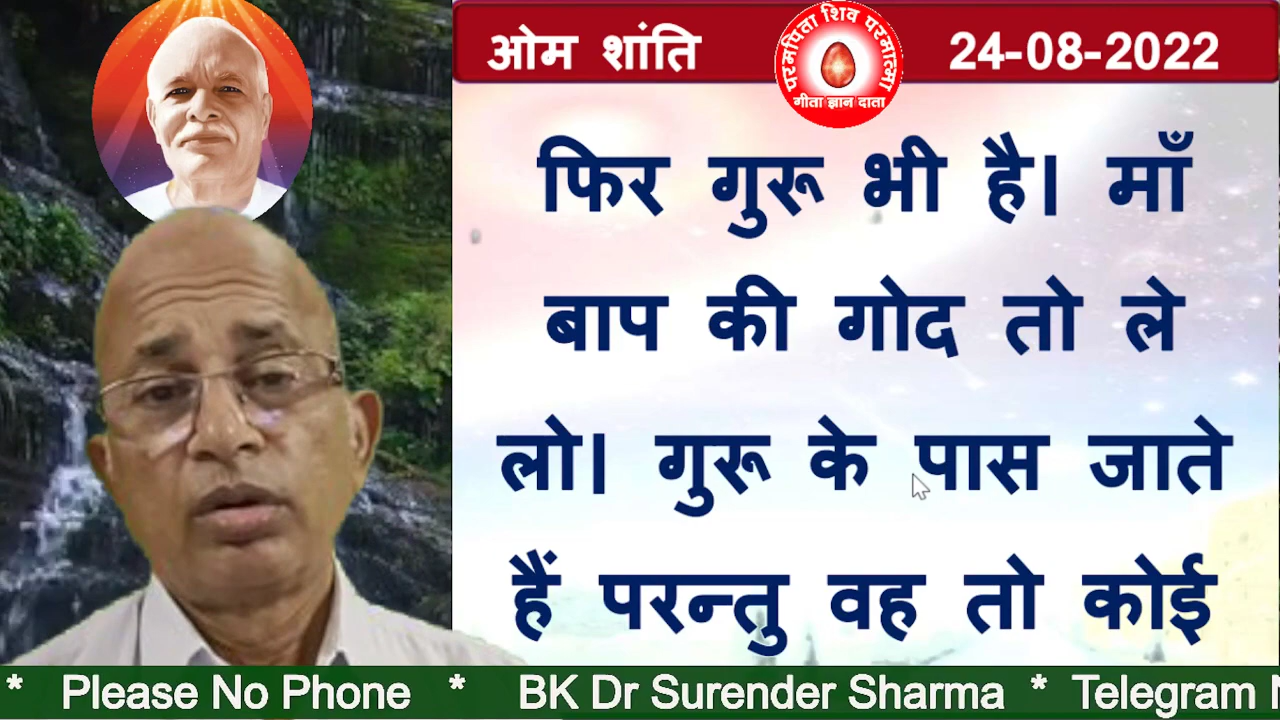 ओम शांति
परमपिता शिव परमात्मा
गीता ज्ञान दाता
24-08-2022
फिर गुरू भी है। माँ
बाप की गोद तो ले
लो। गुरू के पास जाते
हैं परन्तु वह तो कोई
* Please No Phone * BK Dr Surender Sharma * Telegram N